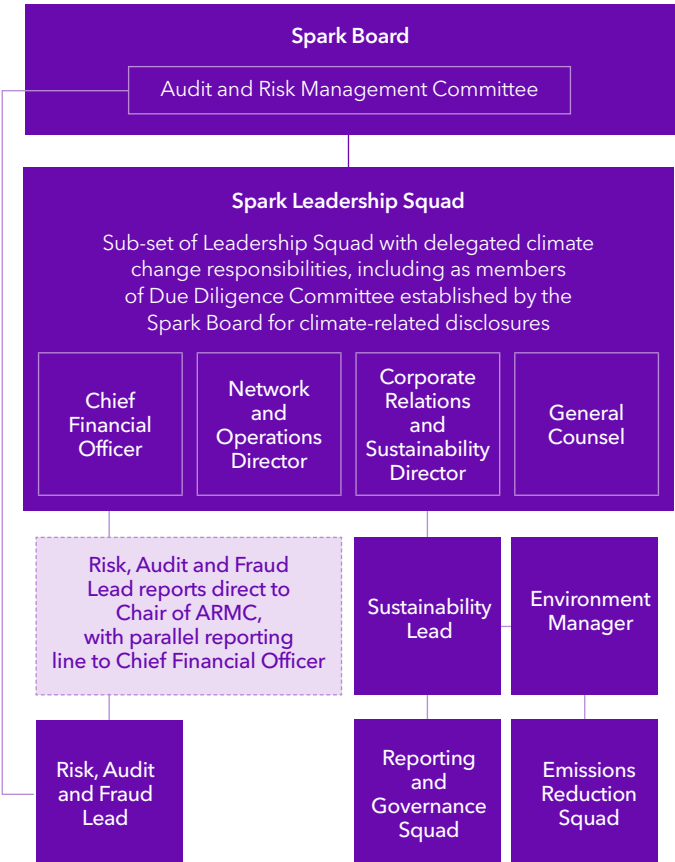 Spark Board
Audit and Risk Management Committee
Spark Leadership Squad
Sub-set of Leadership Squad with delegated climate
change responsibilities, including as members
of Due Diligence Committee established by the
Spark Board for climate-related disclosures
Chief
Financial
Officer
Network
and
Operations
Director
Corporate
Relations
and
Sustainability
Director
General
Counsel
Risk, Audit and Fraud
Lead reports direct to
Chair of ARMC,
with parallel reporting
line to Chief Financial Officer
Sustainability
Lead
Environment
Manager
Risk, Audit
and Fraud
Lead
Reporting
and
Governance
Squad
Emissions
Reduction
Squad